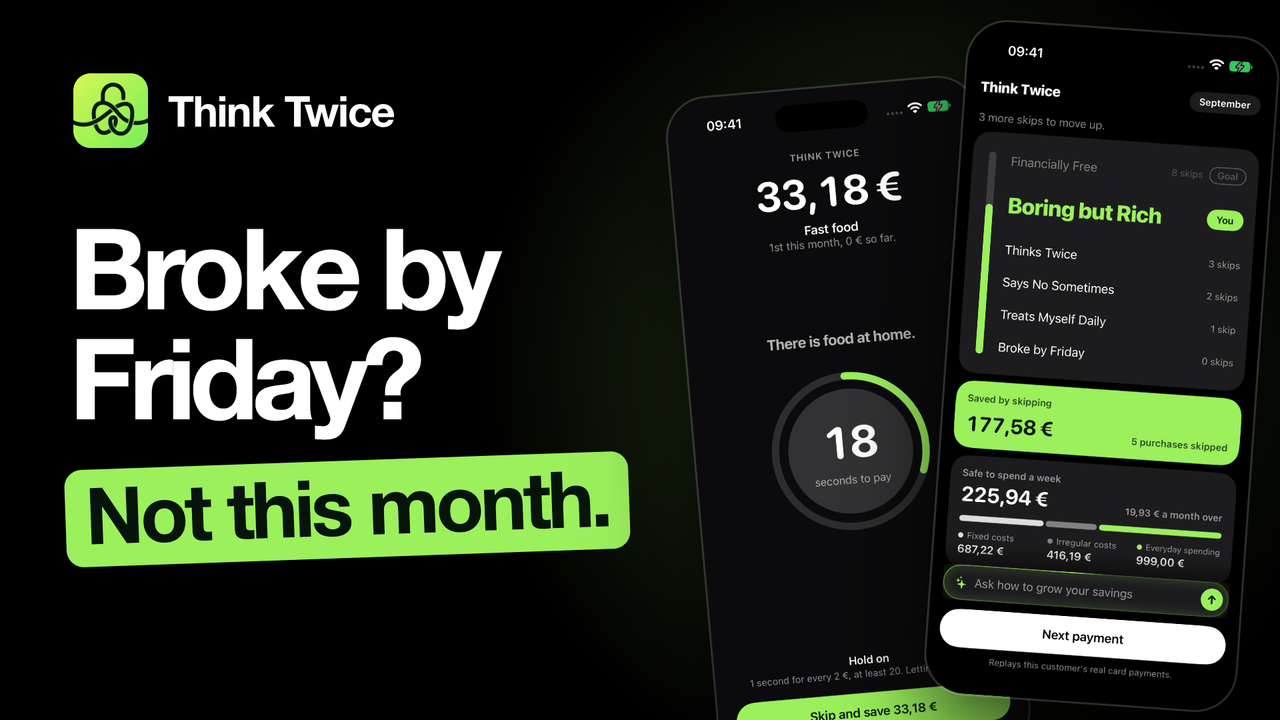 Think Twice
Broke by
Friday?
Not this month.
09:41
THINK TWICE
33,18 €
Fast food
1st this month, 0 € so far.
There is food at home.
18
seconds to pay
Hold on
1 second for every 2 €, at least 20.
Skip and save 33,18 €
09:41
Think Twice
September
3 more skips to move up.
Financially Free
8 skips
Goal
Boring but Rich
You
Thinks Twice
3 skips
Says No Sometimes
2 skips
Treats Myself Daily
1 skip
Broke by Friday
0 skips
Saved by skipping
177,58 €
5 purchases skipped
Safe to spend a week
225,94 €
19,93 € a month over
Fixed costs
687,22 €
Irregular costs
416,19 €
Everyday spending
999,00 €
Ask how to grow your savings
Next payment
Replays this customer's real card payments.